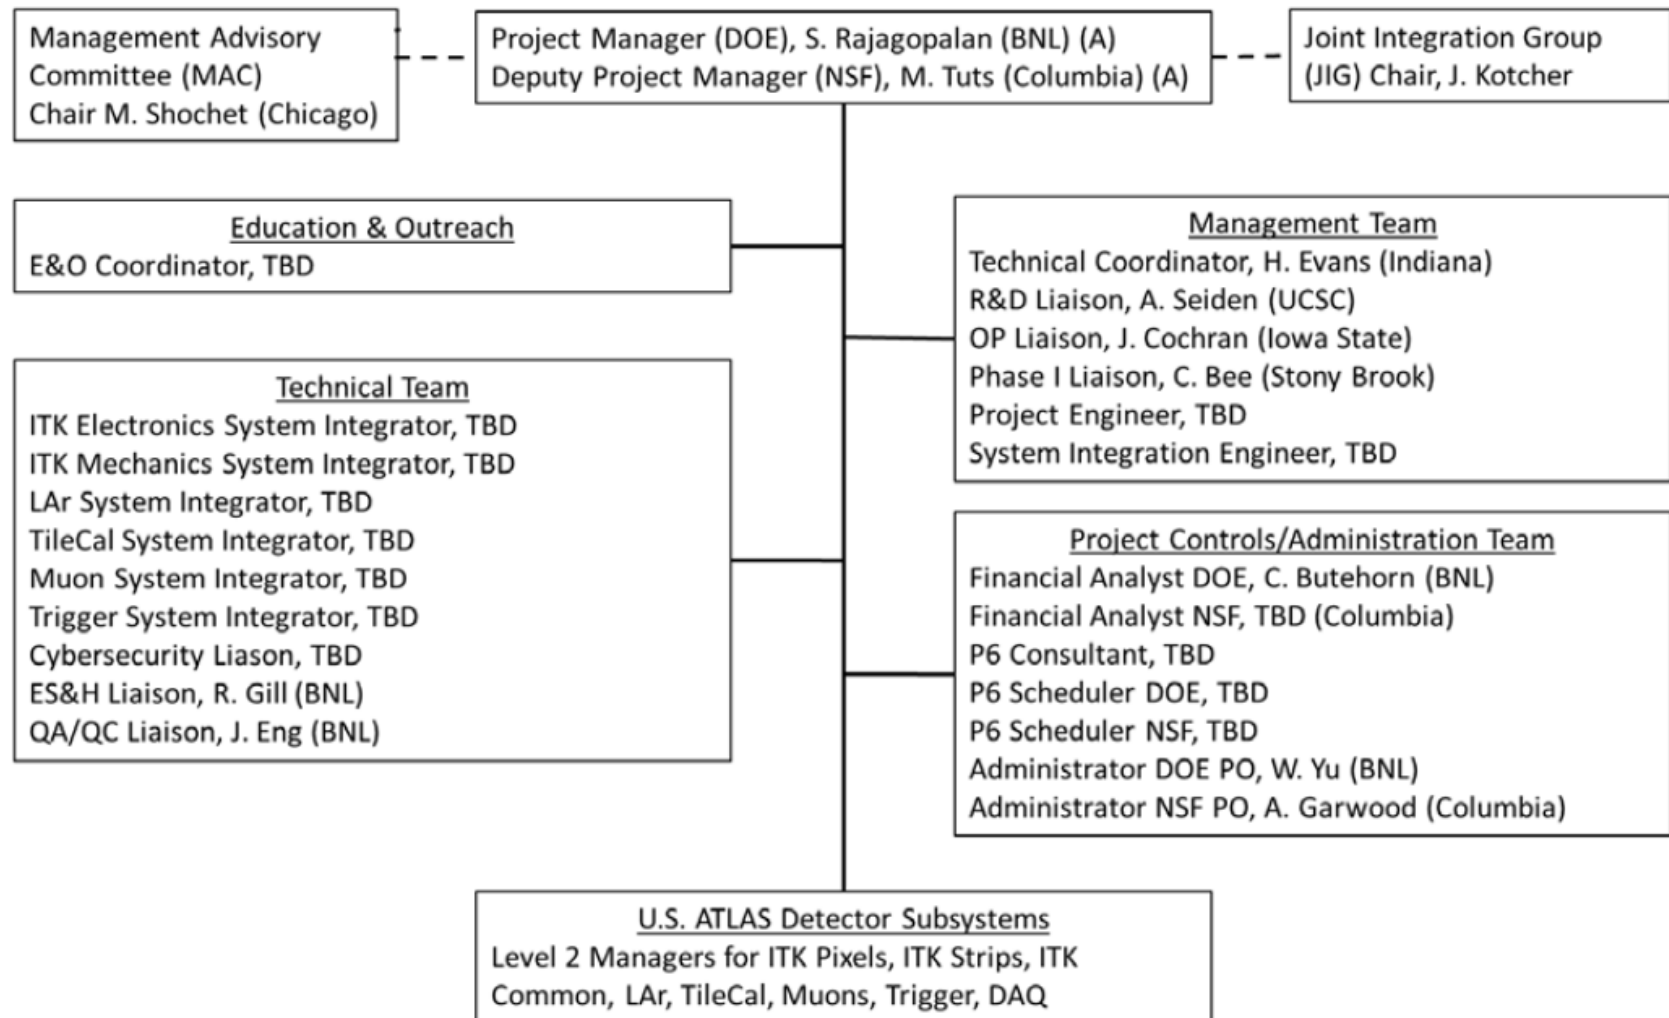 Management Advisory
Committee (MAC)
Chair M. Shochet (Chicago)
Project Manager (DOE), S. Rajagopalan (BNL) (A)
Deputy Project Manager (NSF), M. Tuts (Columbia) (A)
Joint Integration Group
(JIG) Chair, J. Kotcher
Education & Outreach
E&O Coordinator, TBD
Management Team
Technical Coordinator, H. Evans (Indiana)
R&D Liaison, A. Seiden (UCSC)
OP Liaison, J. Cochran (Iowa State)
Phase I Liaison, C. Bee (Stony Brook)
Project Engineer, TBD
System Integration Engineer, TBD
Technical Team
ITK Electronics System Integrator, TBD
ITK Mechanics System Integrator, TBD
LAr System Integrator, TBD
TileCal System Integrator, TBD
Muon System Integrator, TBD
Trigger System Integrator, TBD
Cybersecurity Liason, TBD
ES&H Liaison, R. Gill (BNL)
QA/QC Liaison, J. Eng (BNL)
Project Controls/Administration Team
Financial Analyst DOE, C. Butehorn (BNL)
Financial Analyst NSF, TBD (Columbia)
P6 Consultant, TBD
P6 Scheduler DOE, TBD
P6 Scheduler NSF, TBD
Administrator DOE PO, W. Yu (BNL)
Administrator NSF PO, A. Garwood (Columbia)
U.S. ATLAS Detector Subsystems
Level 2 Managers for ITK Pixels, ITK Strips, ITK
Common, LAr, TileCal, Muons, Trigger, DAQ